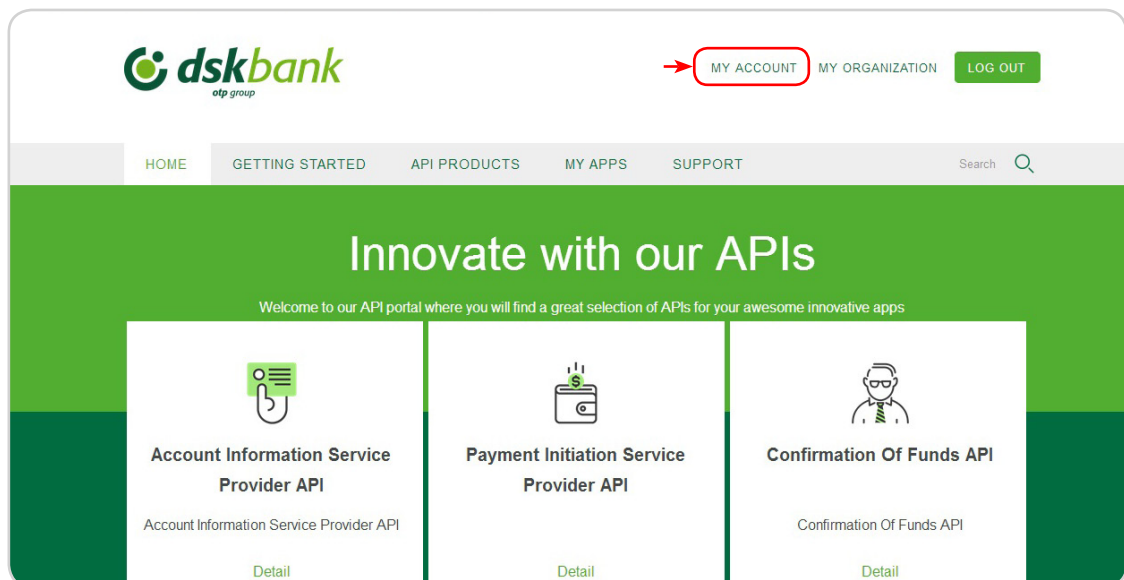 dskbank
otp group
MY ACCOUNT MY ORGANIZATION LOG OUT
HOME GETTING STARTED API PRODUCTS MY APPS SUPPORT Search
Innovate with our APIs
Welcome to our API portal where you will find a great selection of APIs for your awesome innovative apps
$
Account Information Service
Provider API
Account Information Service Provider API
Detail
Payment Initiation Service
Provider API
Detail
Confirmation Of Funds API
Confirmation Of Funds API
Detail